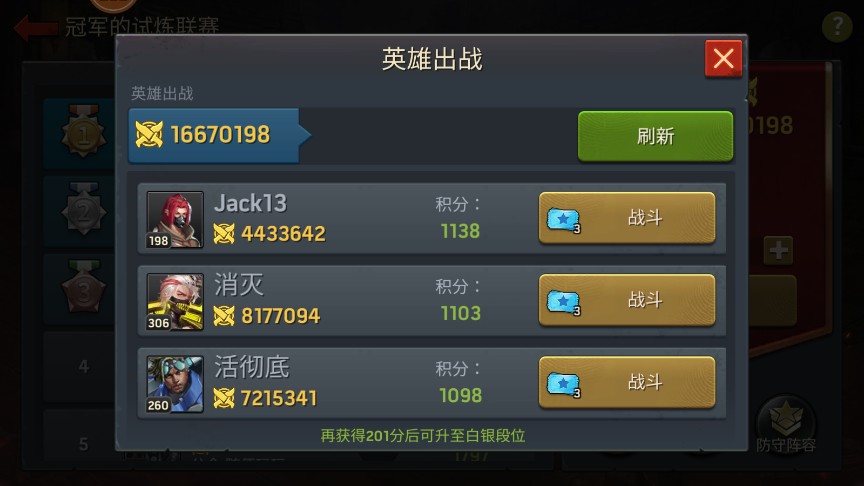 冠军的试炼联赛
?
英雄出战
英雄出战
16670198
刷新
Jack13
积分：
198
4433642
1138
3
战斗
消灭
积分：
306
8177094
1103
3
战斗
活彻底
积分：
260
7215341
1098
3
战斗
再获得201分后可升至白银段位
1
2
3
4
5
0198
防守阵容
1797